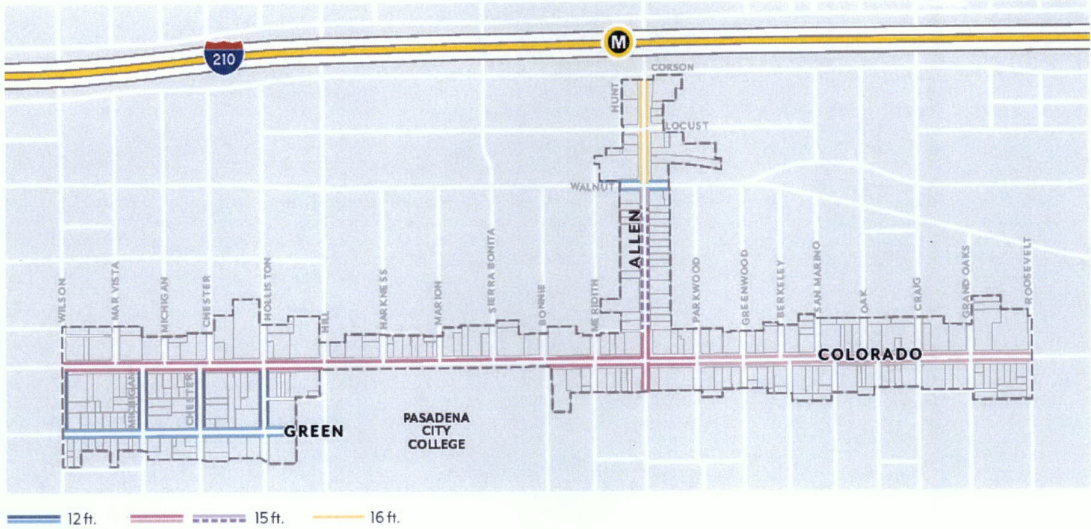 210
M
CORSON
HUNT
LOCUST
WALNUT
ALLEN
WILSON
MAR VISTA
MICHIGAN
CHESTER
HOLLISTON
HILL
HARKNESS
MARION
SIERRA BONITA
BONNIE
MERIDTH
PARKWOOD
GREENWOOD
BERKELEY
SAN MARINO
OAK
CRAIG
GRAND OAKS
ROOSEVELT
COLORADO
MICHIGAN
CHESTER
GREEN
PASADENA
CITY
COLLEGE
12 ft.
15 ft.
16 ft.